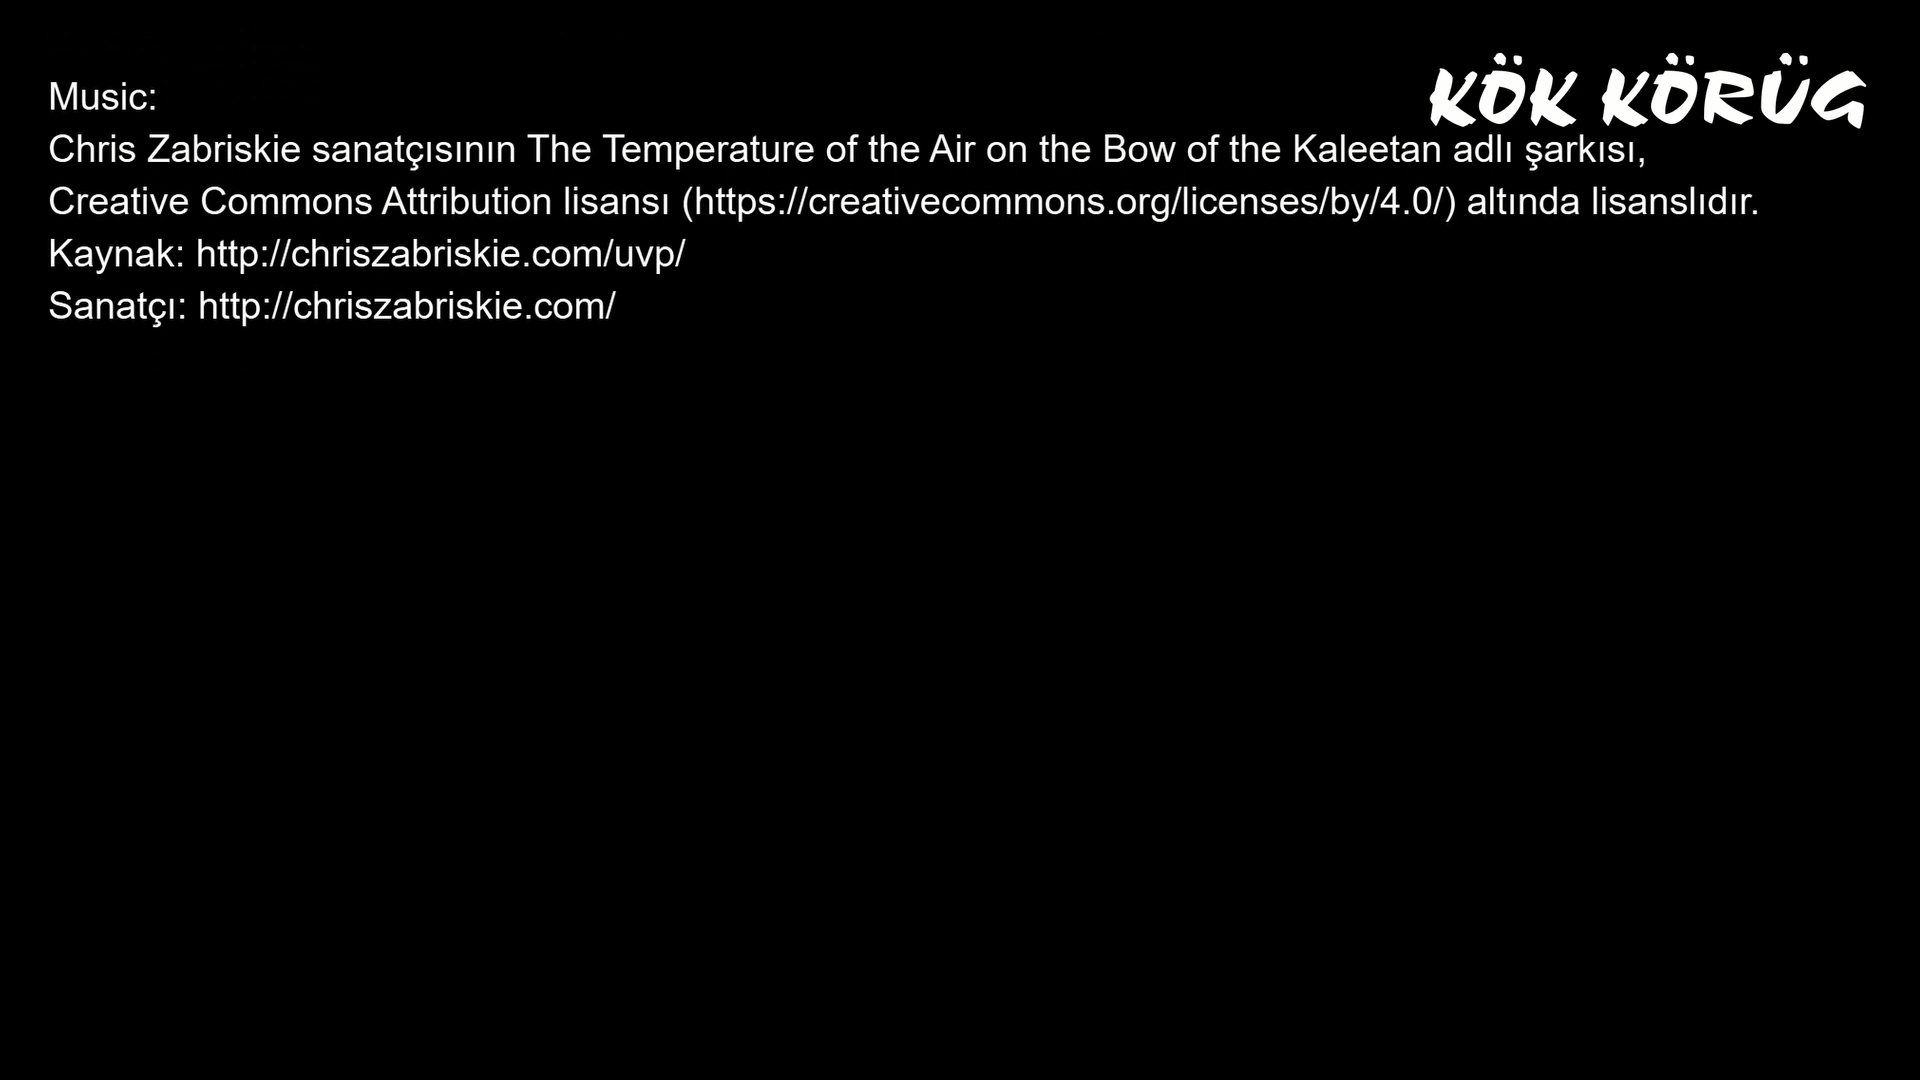 KÖK KÖRÜG
Music:
Chris Zabriskie sanatçısının The Temperature of the Air on the Bow of the Kaleetan adlı şarkısı,
Creative Commons Attribution lisansı (https://creativecommons.org/licenses/by/4.0/) altında lisanslıdır.
Kaynak: http://chriszabriskie.com/uvp/
Sanatçı: http://chriszabriskie.com/